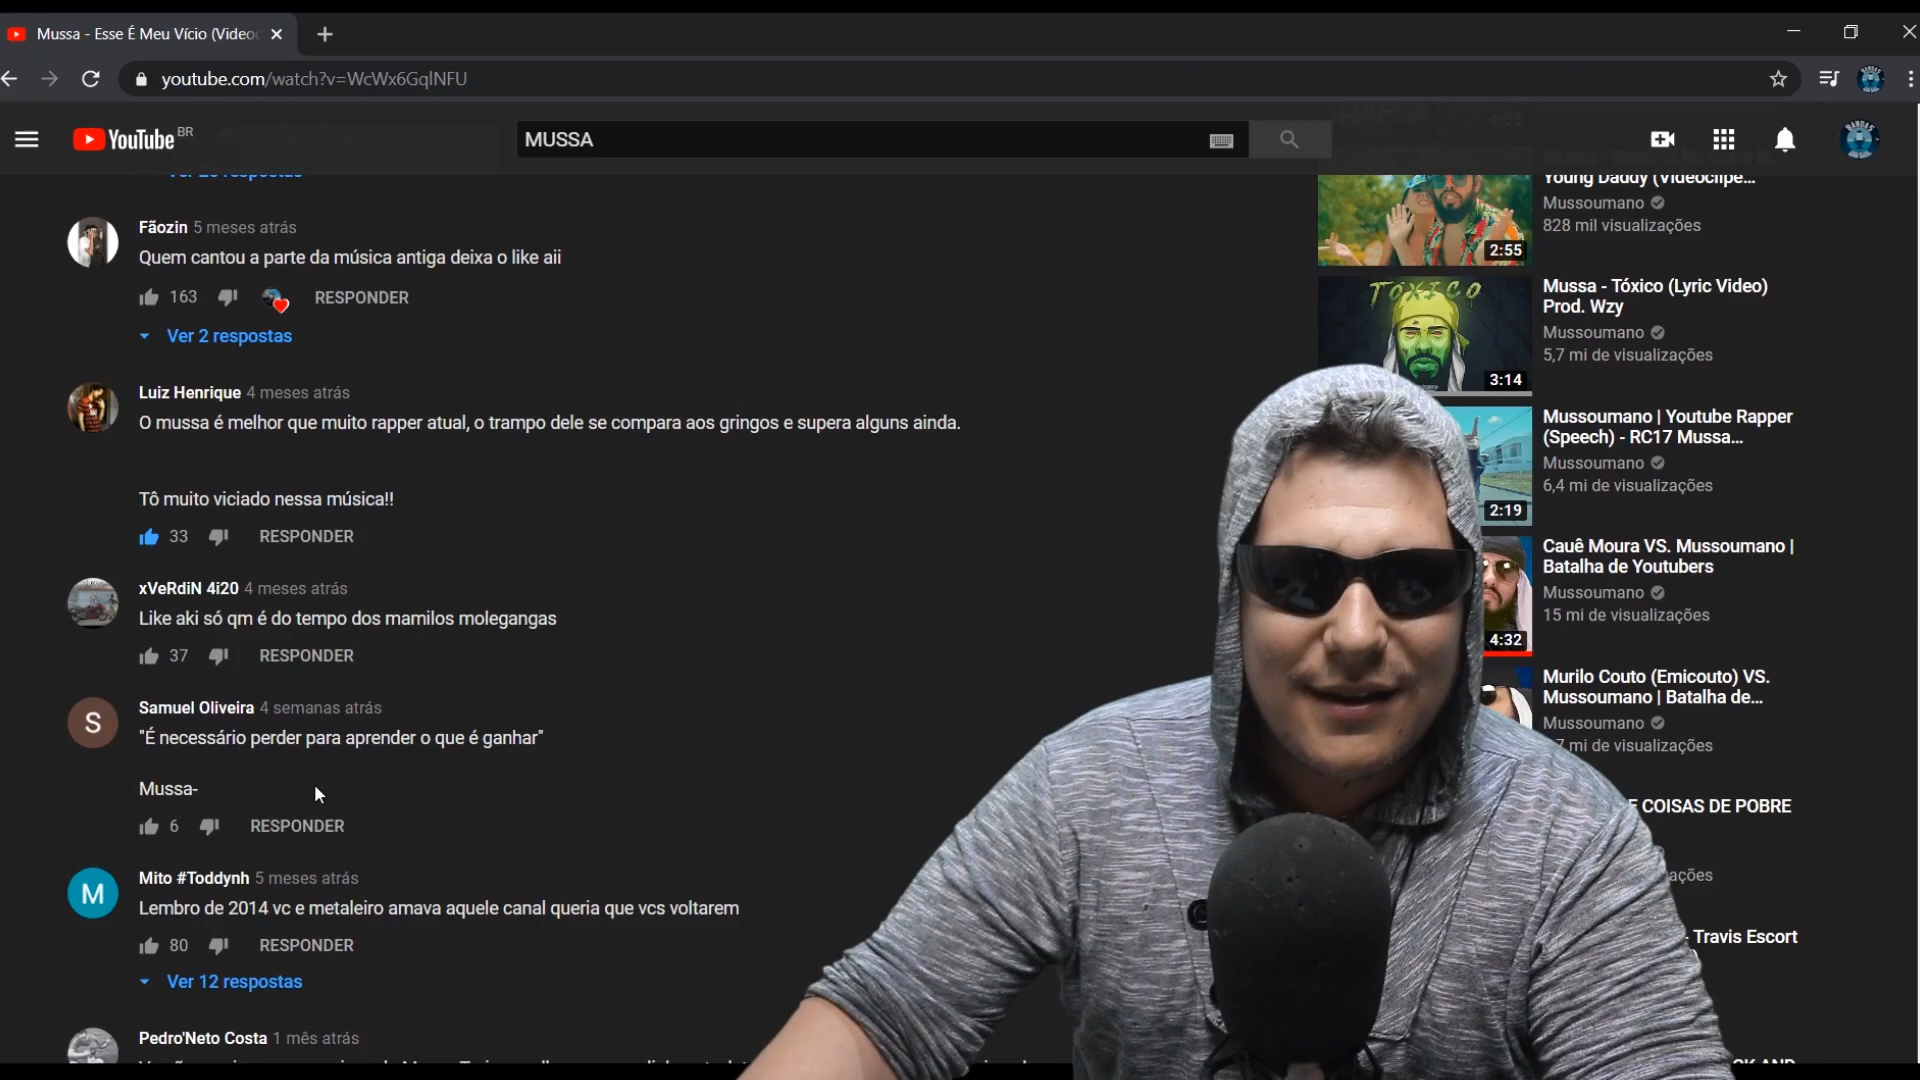 Mussa - Esse É Meu Vício (Videoc
youtube.com/watch?v=WcWx6GqlNFU
YouTube BR
MUSSA
Fãozin 5 meses atrás
Quem cantou a parte da música antiga deixa o like aii
163
RESPONDER
Ver 2 respostas
Luiz Henrique 4 meses atrás
O mussa é melhor que muito rapper atual, o trampo dele se compara aos gringos e supera alguns ainda.
Tô muito viciado nessa música!!
33
RESPONDER
xVeRdiN 4i20 4 meses atrás
Like aki só qm é do tempo dos mamilos molegangas
37
RESPONDER
S
Samuel Oliveira 4 semanas atrás
"É necessário perder para aprender o que é ganhar"
Mussa-
6
RESPONDER
M
Mito #Toddynh 5 meses atrás
Lembro de 2014 vc e metaleiro amava aquele canal queria que vcs voltarem
80
RESPONDER
Ver 12 respostas
Pedro'Neto Costa 1 mês atrás
Young Daddy (Videoclipe...
Mussoumano
828 mil visualizações
2:55
TÓXICO
3:14
Mussa - Tóxico (Lyric Video)
Prod. Wzy
Mussoumano
5,7 mi de visualizações
2:19
Mussoumano | Youtube Rapper
(Speech) - RC17 Mussa...
Mussoumano
6,4 mi de visualizações
4:32
Cauê Moura VS. Mussoumano |
Batalha de Youtubers
Mussoumano
15 mi de visualizações
Murilo Couto (Emicouto) VS.
Mussoumano | Batalha de...
Mussoumano
7 mi de visualizações
E COISAS DE POBRE
ações
- Travis Escort